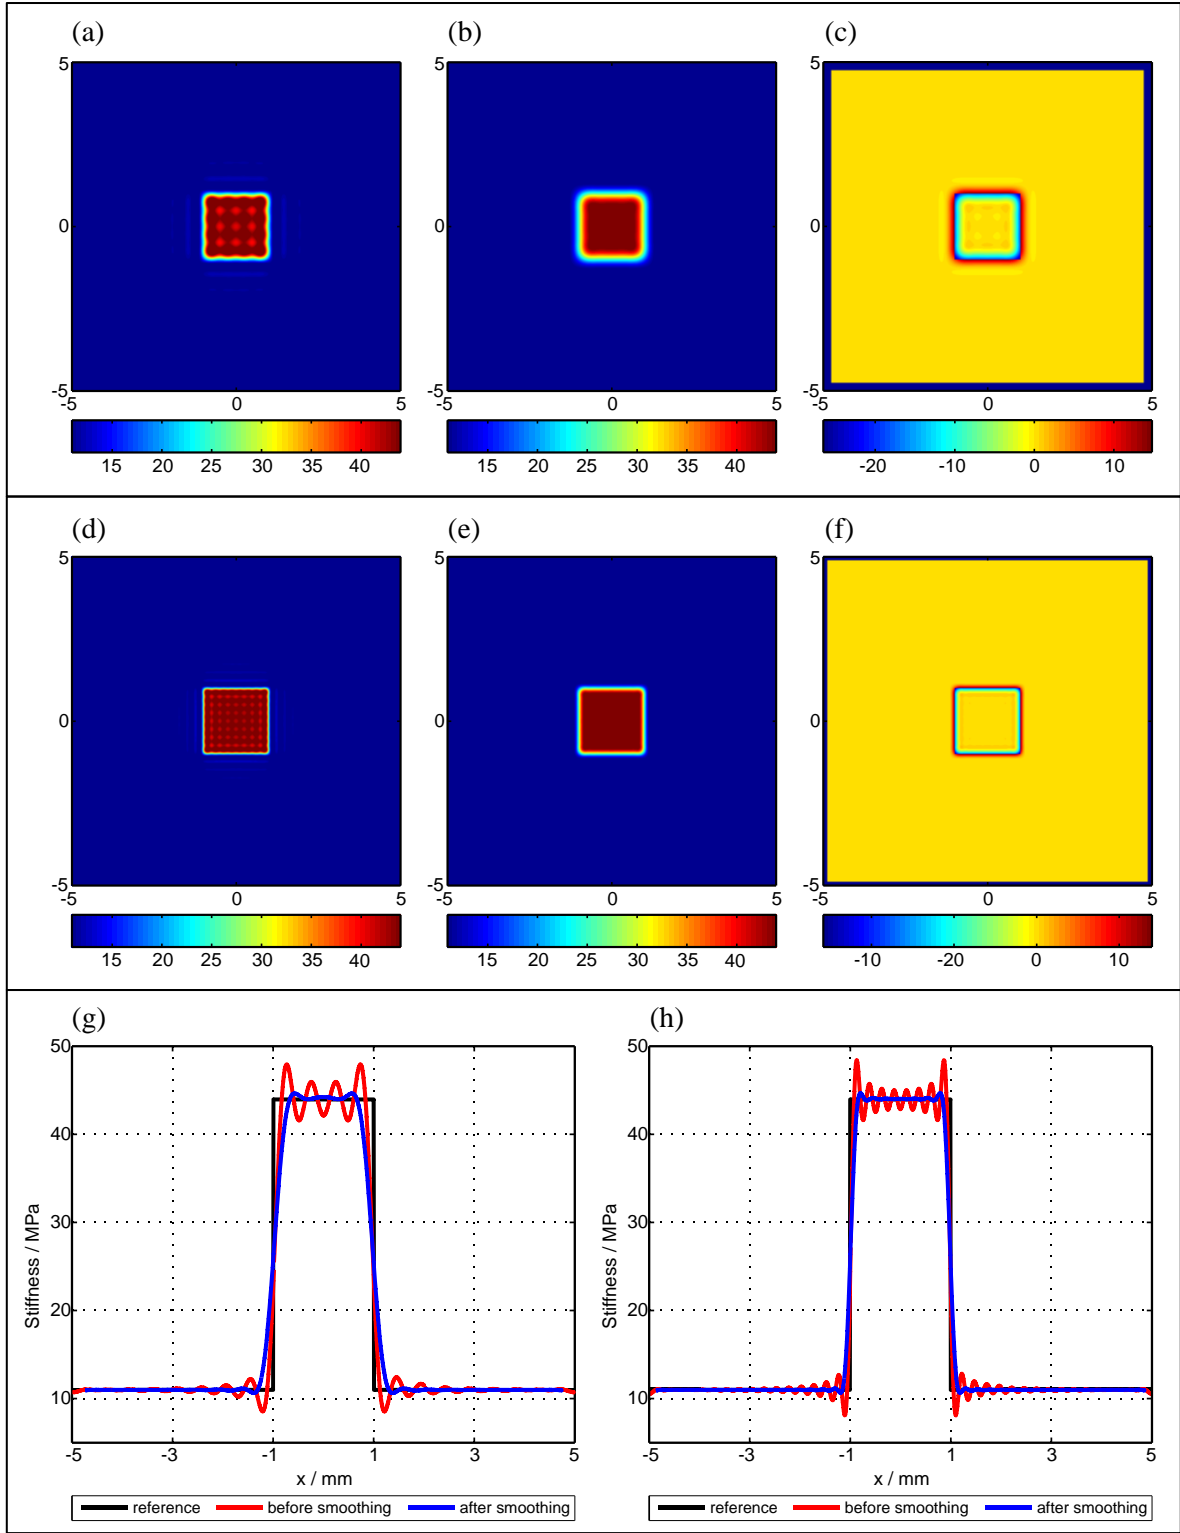 (a) (b) (c)
5 5 5
0 0 0
-5 -5 -5
-5 0 5 -5 0 5 -5 0 5
15 20 25 30 35 40 15 20 25 30 35 40 -20 -10 0 10
(d) (e) (f)
5 5 5
0 0 0
-5 -5 -5
-5 0 5 -5 0 5 -5 0 5
15 20 25 30 35 40 15 20 25 30 35 40 -10 -20 0 10
(g)
50
40
30
20
10
Stiffness / MPa
-5 -3 -1 1 3 5
x / mm
reference before smoothing after smoothing
(h)
50
40
30
20
10
Stiffness / MPa
-5 -3 -1 1 3 5
x / mm
reference before smoothing after smoothing